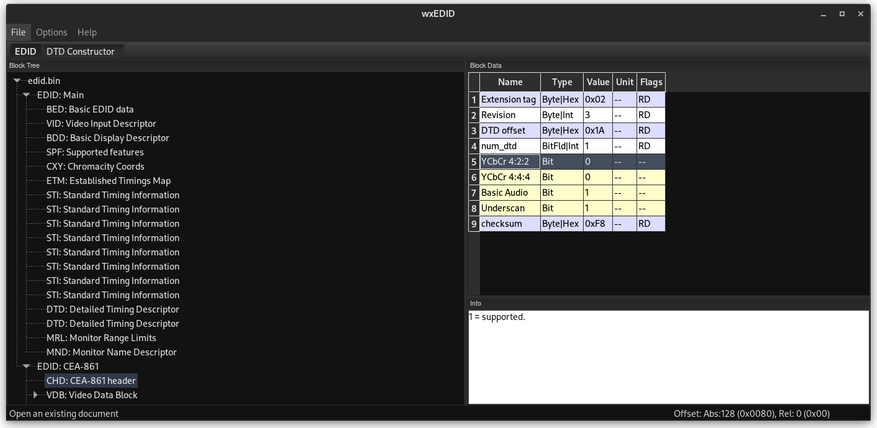 wxEDID
File Options Help
EDID DTD Constructor
Block Tree
edid.bin
EDID: Main
BED: Basic EDID data
VID: Video Input Descriptor
BDD: Basic Display Descriptor
SPF: Supported features
CXY: Chromacity Coords
ETM: Established Timings Map
STI: Standard Timing Information
STI: Standard Timing Information
STI: Standard Timing Information
STI: Standard Timing Information
STI: Standard Timing Information
STI: Standard Timing Information
STI: Standard Timing Information
STI: Standard Timing Information
DTD: Detailed Timing Descriptor
DTD: Detailed Timing Descriptor
MRL: Monitor Range Limits
MND: Monitor Name Descriptor
EDID: CEA-861
CHD: CEA-861 header
VDB: Video Data Block
Block Data
Name Type Value Unit Flags
1 Extension tag Byte|Hex 0x02 -- RD
2 Revision Byte|Int 3 -- RD
3 DTD offset Byte|Hex 0x1A -- RD
4 num_dtd BitFld|Int 1 -- RD
5 YCbCr 4:2:2 Bit 0 -- --
6 YCbCr 4:4:4 Bit 0 -- --
7 Basic Audio Bit 1 -- --
8 Underscan Bit 1 -- --
9 checksum Byte|Hex 0xF8 -- RD
Info
1 = supported.
Open an existing document
Offset: Abs:128 (0x0080), Rel: 0 (0x00)